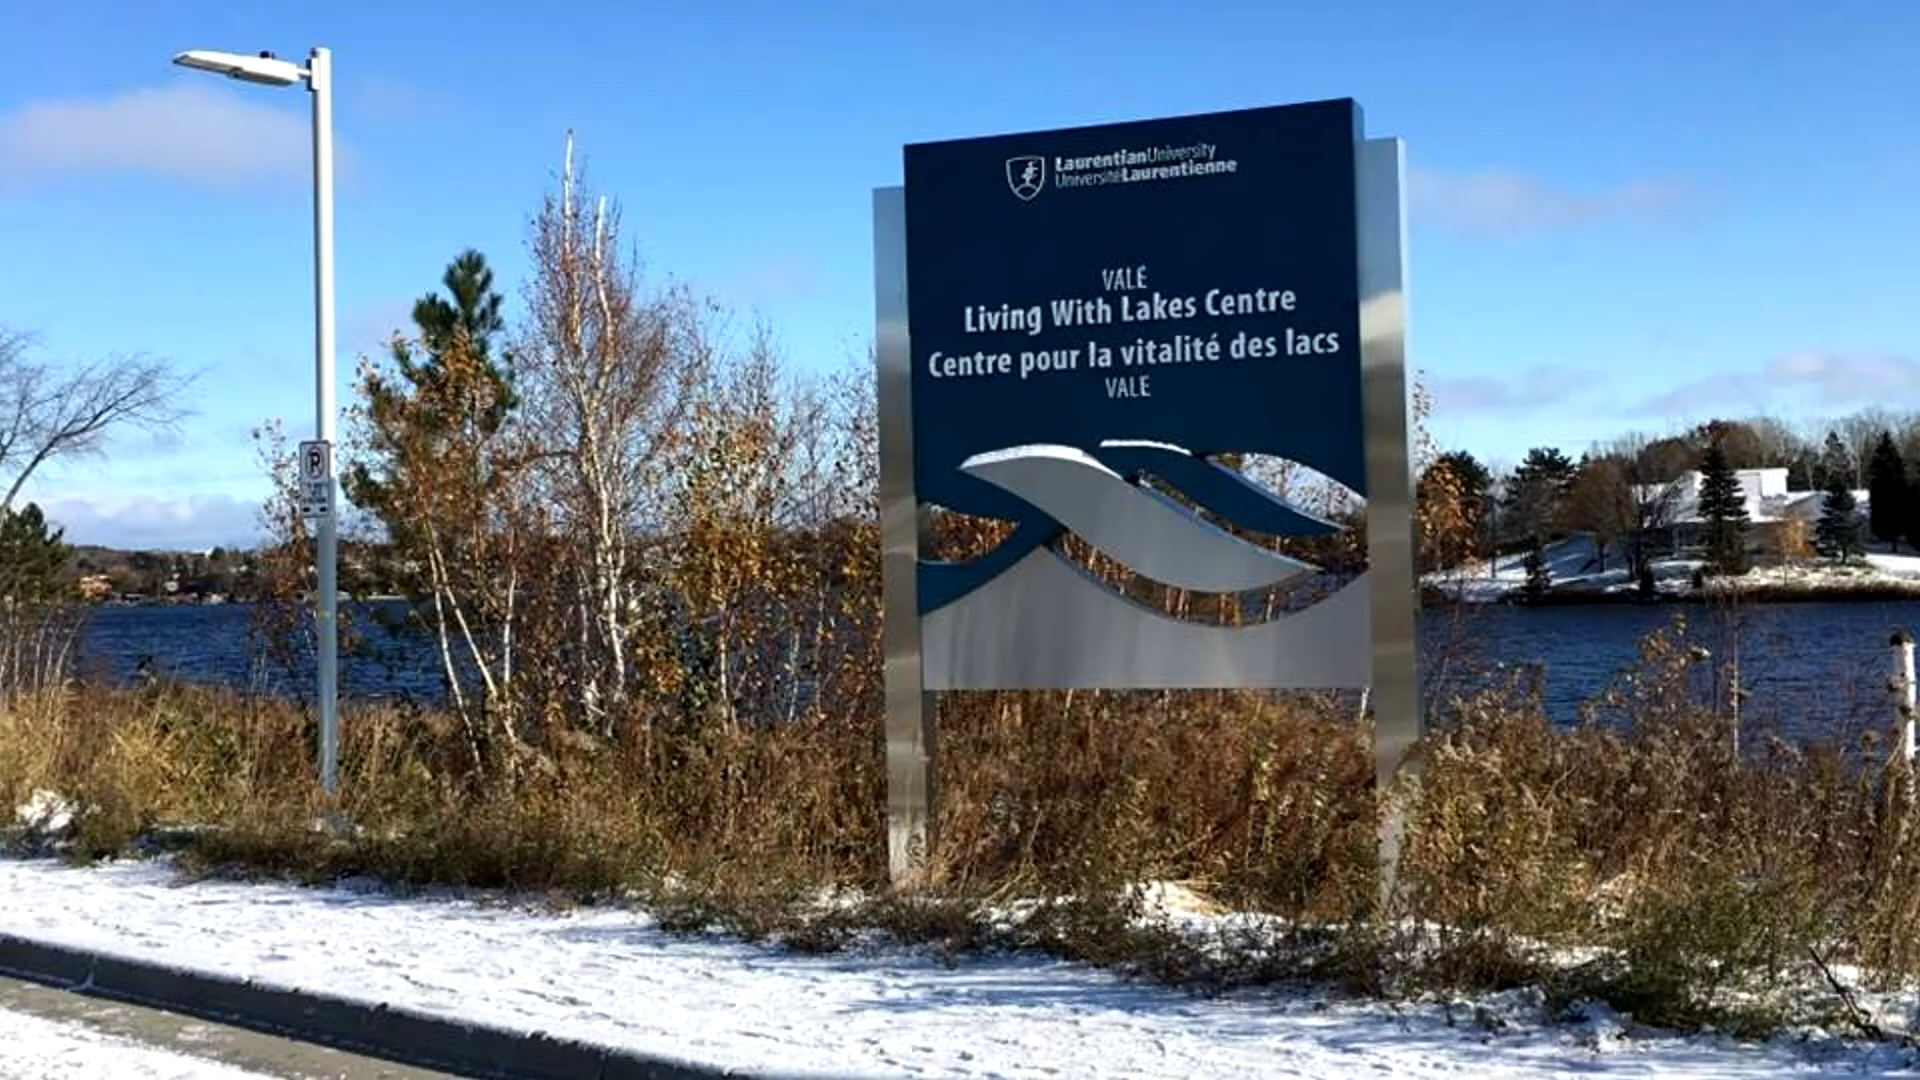 P
LaurentianUniversity
UniversitéLaurentienne
VALE
Living With Lakes Centre
Centre pour la vitalité des lacs
VALE